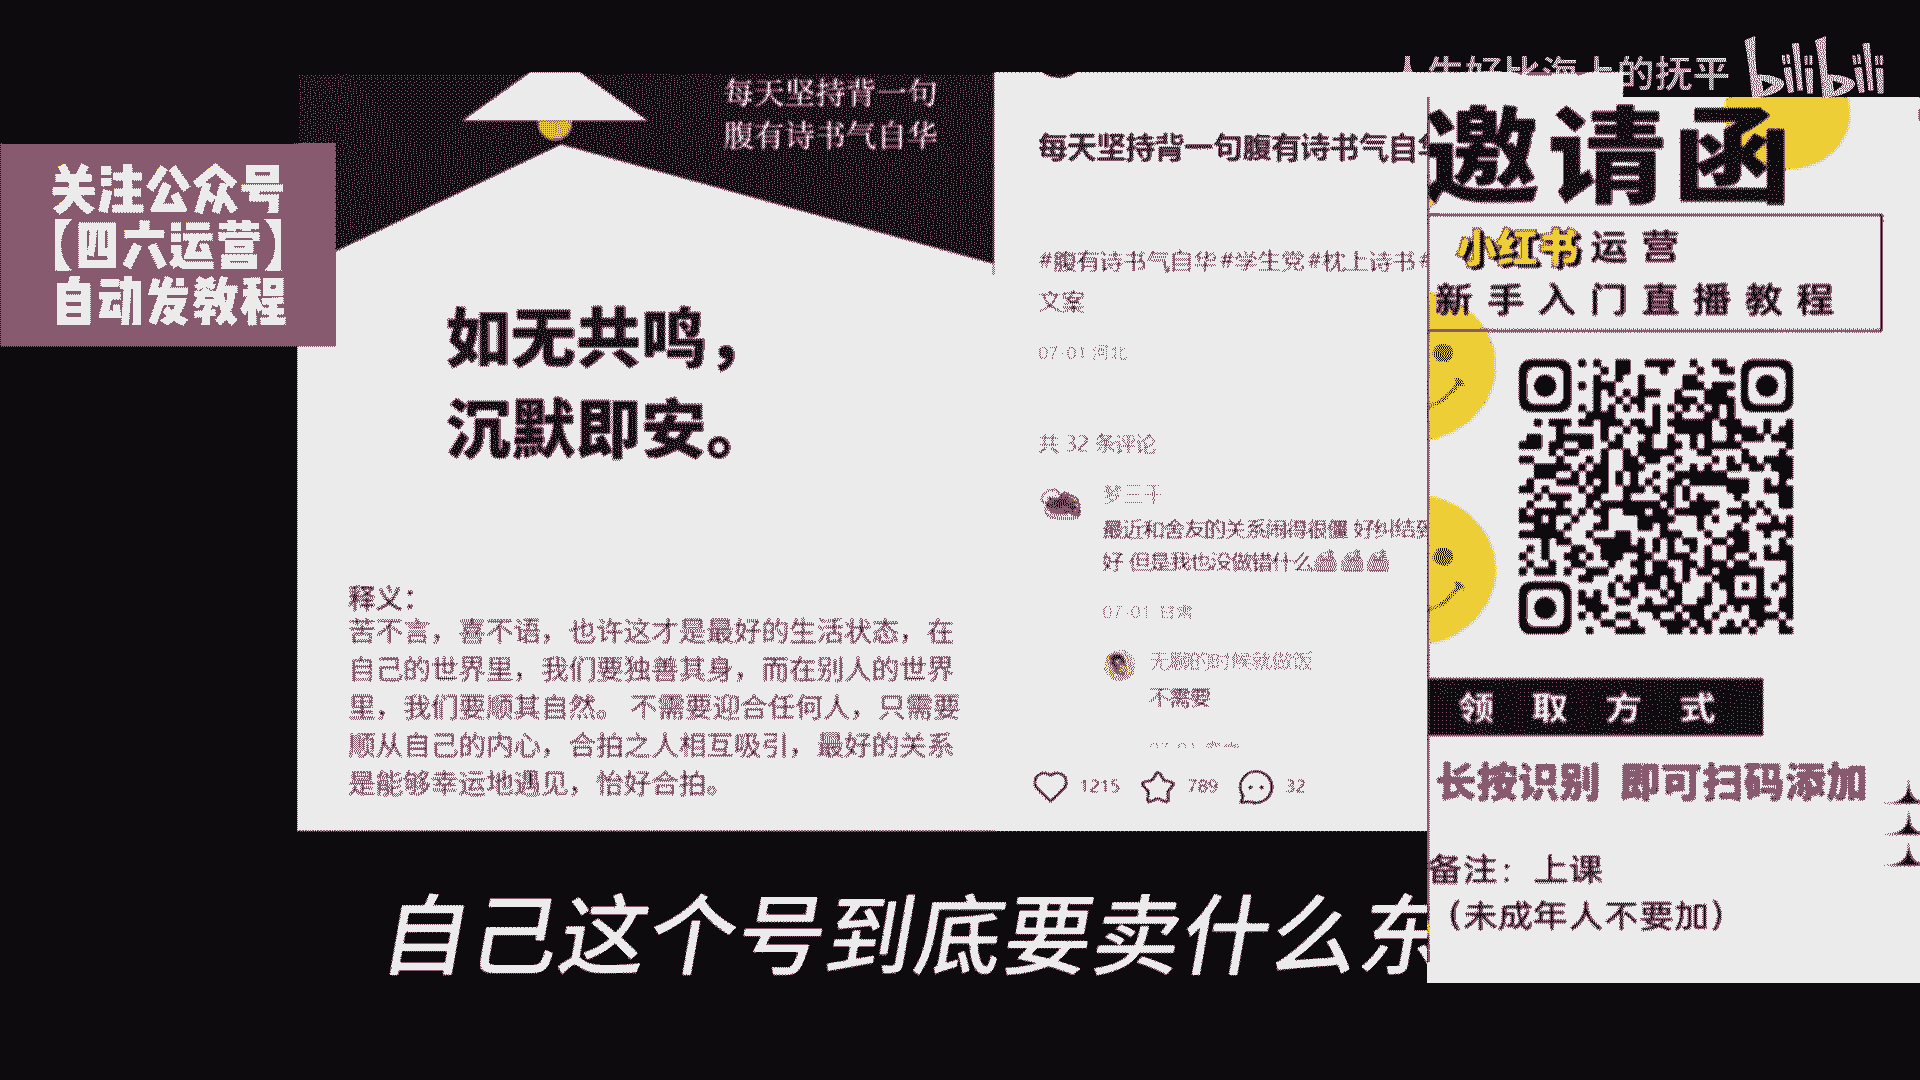 人生好比海上的抚平 bilibili
关注公众号
【四六运营】
自动发教程
每天坚持背一句
腹有诗书气自华
如无共鸣，
沉默即安。
释义：
苦不言，喜不语，也许这才是最好的生活状态，在
自己的世界里，我们要独善其身，而在别人的世界
里，我们要顺其自然。 不需要迎合任何人，只需要
顺从自己的内心，合拍之人相互吸引，最好的关系
是能够幸运地遇见，恰好合拍。
每天坚持背一句腹有诗书气自
#腹有诗书气自华 #学生党 #枕上诗书 #
文案
07-01 河北
共 32 条评论
梦三千
最近和舍友的关系闹得很僵 好纠结
好 但是我也没做错什么
07-01 甘肃
无聊的时候就做饭
不需要
1215 789 32
邀请函
小红书运营
新手入门直播教程
领取方式
长按识别 即可扫码添加
备注：上课
（未成年人不要加）
自己这个号到底要卖什么东